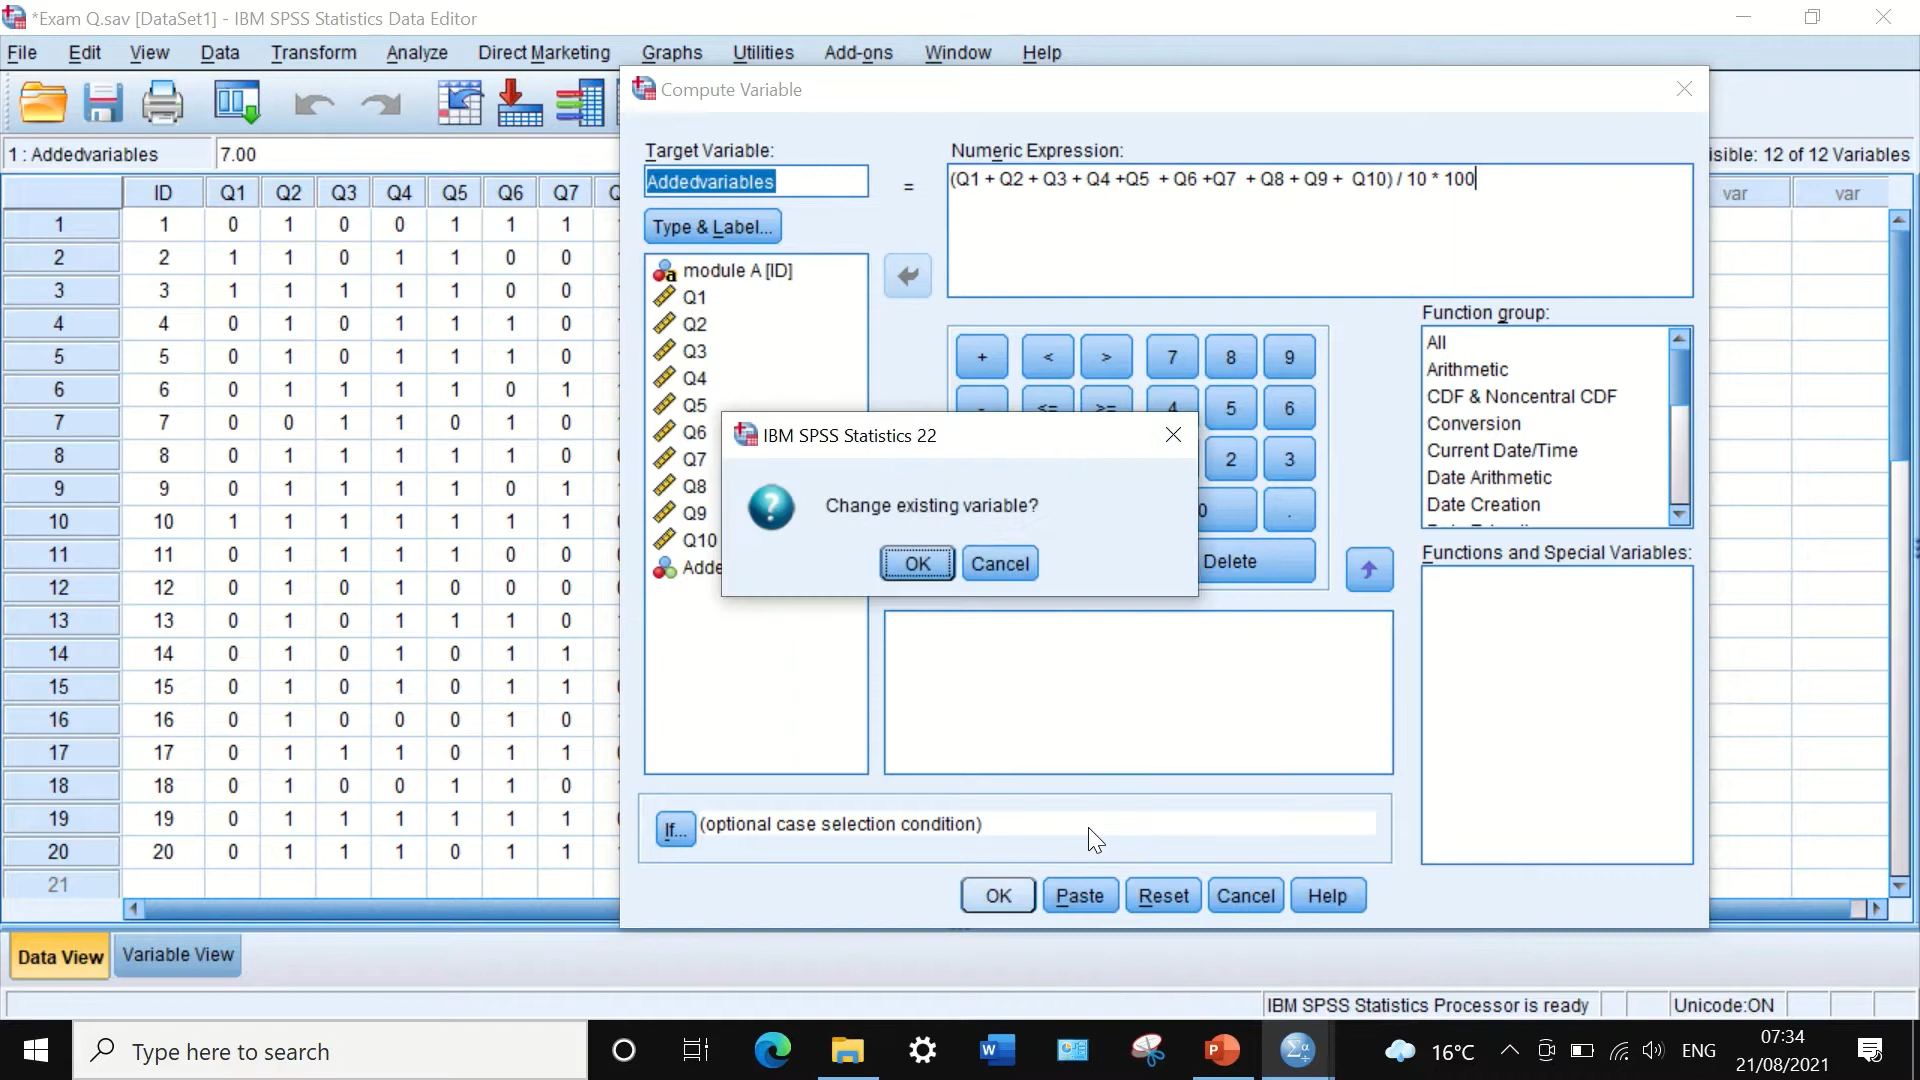 *Exam Q.sav [DataSet1] - IBM SPSS Statistics Data Editor
File Edit View Data Transform Analyze Direct Marketing Graphs Utilities Add-ons Window Help
1 : Addedvariables 7.00
isible: 12 of 12 Variables
ID Q1 Q2 Q3 Q4 Q5 Q6 Q7 var var
1 1 0 1 0 0 1 1 1
2 2 1 1 0 1 1 0 0
3 3 1 1 1 1 1 0 0
4 4 0 1 0 1 1 1 0
5 5 0 1 0 1 1 1 0
6 6 0 1 1 1 1 0 1
7 7 0 0 1 1 0 1 0
8 8 0 1 1 1 1 1 0
9 9 0 1 1 1 1 0 1
10 10 1 1 1 1 1 1 1
11 11 0 1 1 1 1 0 0
12 12 0 1 0 1 0 0 0
13 13 0 1 0 1 1 1 0
14 14 0 1 0 1 0 1 1
15 15 0 1 0 1 0 1 1
16 16 0 1 0 0 0 1 0
17 17 0 1 1 1 0 1 1
18 18 0 1 0 0 1 1 0
19 19 0 1 1 1 1 1 1
20 20 0 1 1 1 0 1 1
21
Compute Variable
Target Variable:
Addedvariables
=
Numeric Expression:
(Q1 + Q2 + Q3 + Q4 +Q5 + Q6 +Q7 + Q8 + Q9 + Q10) / 10 * 100
Type & Label...
module A [ID]
Q1
Q2
Q3
Q4
Q5
Q6
Q7
Q8
Q9
Q10
Adde
+ < > 7 8 9
- <= >= 4 5 6
2 3
0 .
Delete
Function group:
All
Arithmetic
CDF & Noncentral CDF
Conversion
Current Date/Time
Date Arithmetic
Date Creation
Functions and Special Variables:
IBM SPSS Statistics 22
Change existing variable?
OK Cancel
If... (optional case selection condition)
OK Paste Reset Cancel Help
Data View Variable View
IBM SPSS Statistics Processor is ready Unicode:ON
Type here to search
16°C ENG
07:34
21/08/2021